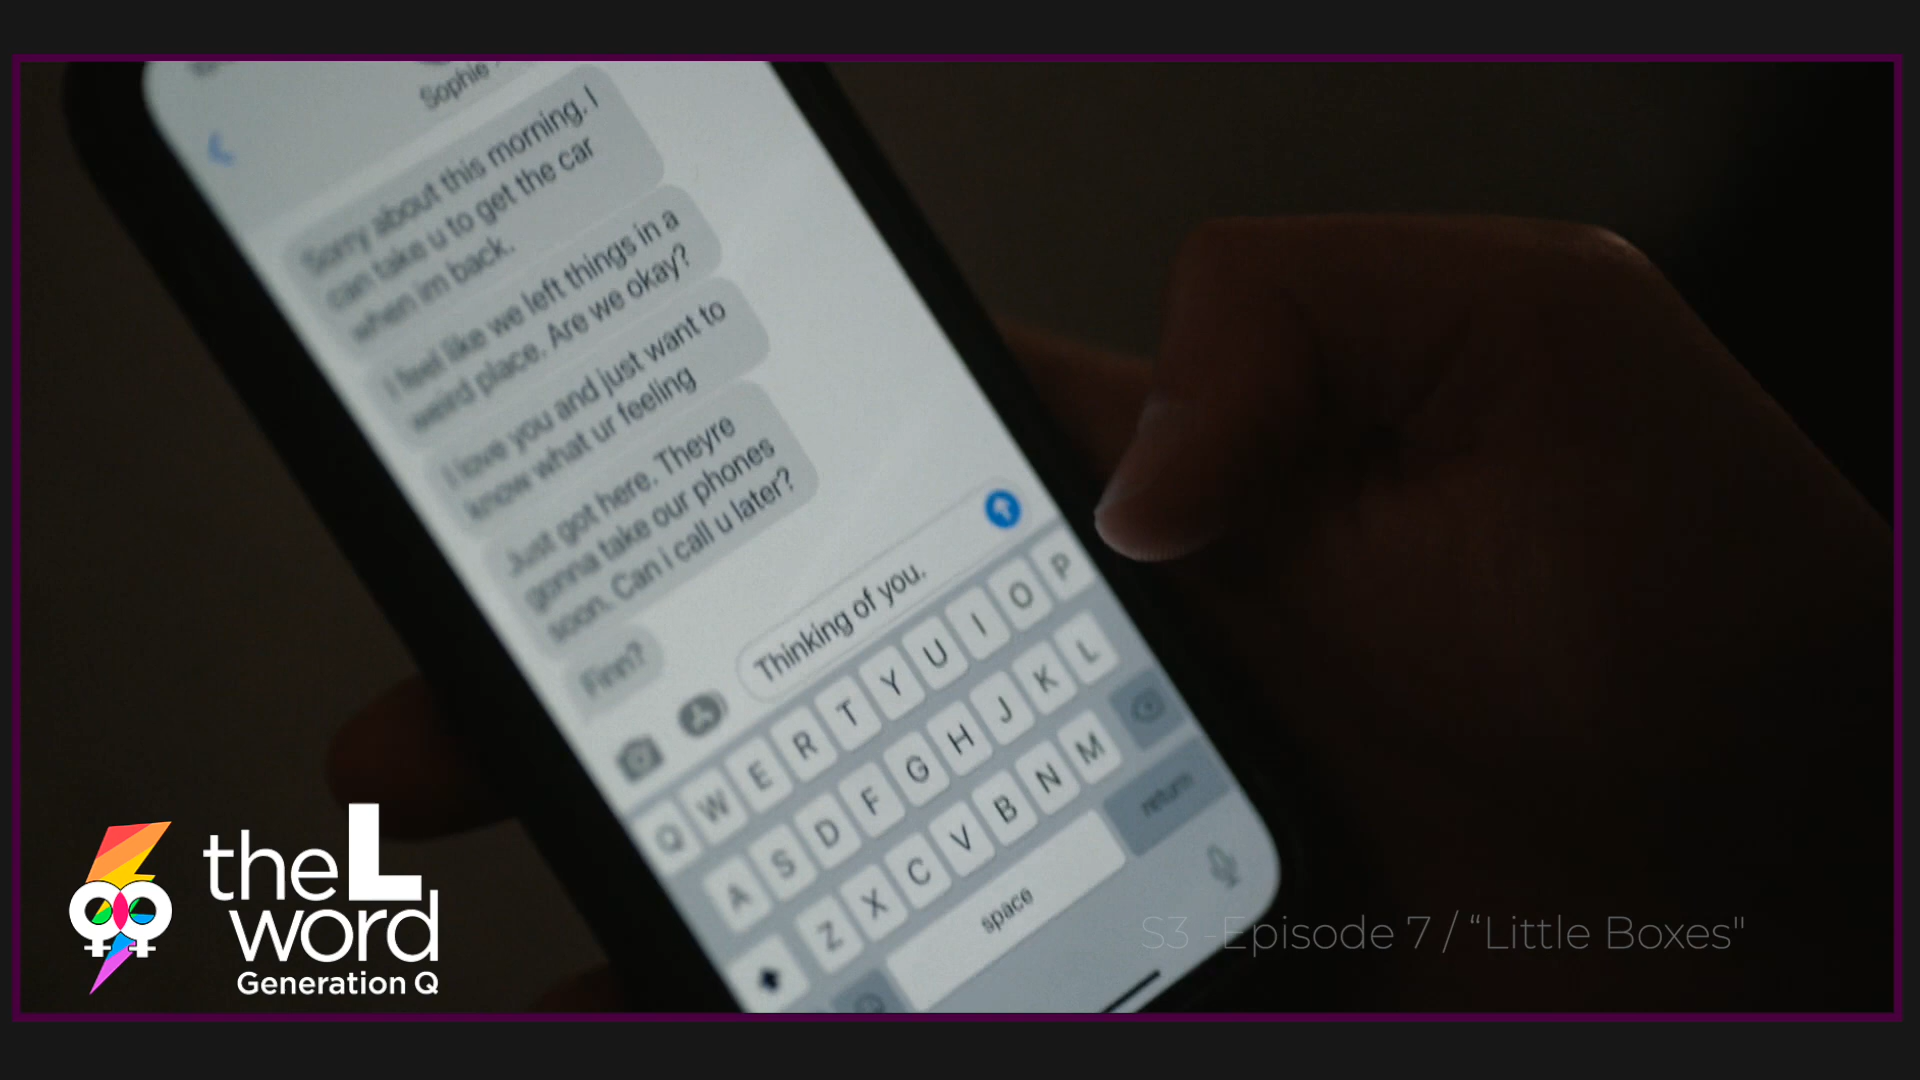 Sophie
Sorry about this morning. I
can take u to get the car
when im back.
I feel like we left things in a
weird place. Are we okay?
I love you and just want to
know what ur feeling
Just got here. Theyre
gonna take our phones
soon. Can i call u later?
Finn?
Thinking of you.
Q W E R T Y U I O P
A S D F G H J K L
Z X C V B N M
space
return
the L
word
Generation Q
S3 -Episode 7 / “Little Boxes"